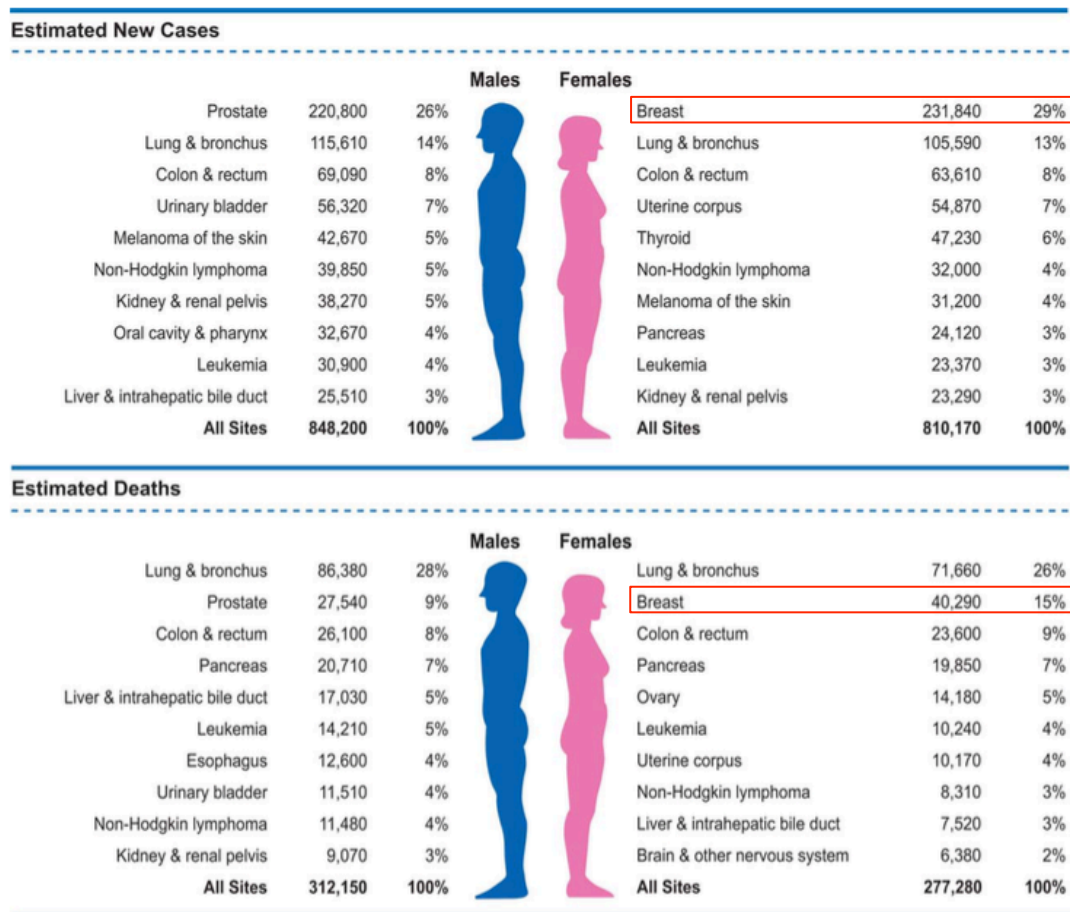 Estimated New Cases
Males Females
Prostate 220,800 26% Breast 231,840 29%
Lung & bronchus 115,610 14% Lung & bronchus 105,590 13%
Colon & rectum 69,090 8% Colon & rectum 63,610 8%
Urinary bladder 56,320 7% Uterine corpus 54,870 7%
Melanoma of the skin 42,670 5% Thyroid 47,230 6%
Non-Hodgkin lymphoma 39,850 5% Non-Hodgkin lymphoma 32,000 4%
Kidney & renal pelvis 38,270 5% Melanoma of the skin 31,200 4%
Oral cavity & pharynx 32,670 4% Pancreas 24,120 3%
Leukemia 30,900 4% Leukemia 23,370 3%
Liver & intrahepatic bile duct 25,510 3% Kidney & renal pelvis 23,290 3%
All Sites 848,200 100% All Sites 810,170 100%
Estimated Deaths
Males Females
Lung & bronchus 86,380 28% Lung & bronchus 71,660 26%
Prostate 27,540 9% Breast 40,290 15%
Colon & rectum 26,100 8% Colon & rectum 23,600 9%
Pancreas 20,710 7% Pancreas 19,850 7%
Liver & intrahepatic bile duct 17,030 5% Ovary 14,180 5%
Leukemia 14,210 5% Leukemia 10,240 4%
Esophagus 12,600 4% Uterine corpus 10,170 4%
Urinary bladder 11,510 4% Non-Hodgkin lymphoma 8,310 3%
Non-Hodgkin lymphoma 11,480 4% Liver & intrahepatic bile duct 7,520 3%
Kidney & renal pelvis 9,070 3% Brain & other nervous system 6,380 2%
All Sites 312,150 100% All Sites 277,280 100%